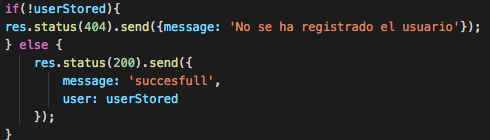 if(!userStored){
res.status(404).send({message: 'No se ha registrado el usuario'});
} else {
    res.status(200).send({
        message: 'succesfull',
        user: userStored
    });
}